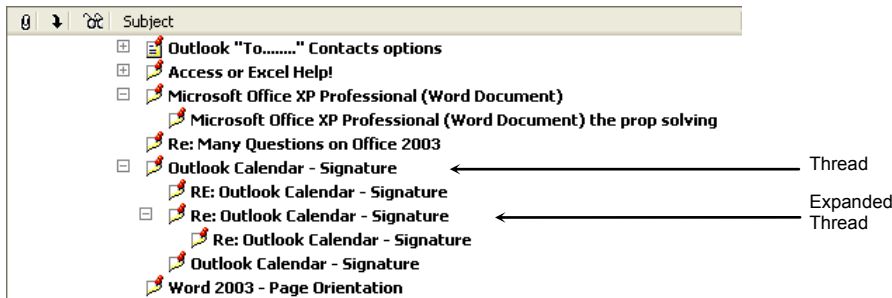 Subject
Outlook "To........" Contacts options
Access or Excel Help!
Microsoft Office XP Professional (Word Document)
Microsoft Office XP Professional (Word Document) the prop solving
Re: Many Questions on Office 2003
Outlook Calendar - Signature
Thread
RE: Outlook Calendar - Signature
Re: Outlook Calendar - Signature
Expanded
Thread
Re: Outlook Calendar - Signature
Outlook Calendar - Signature
Word 2003 - Page Orientation